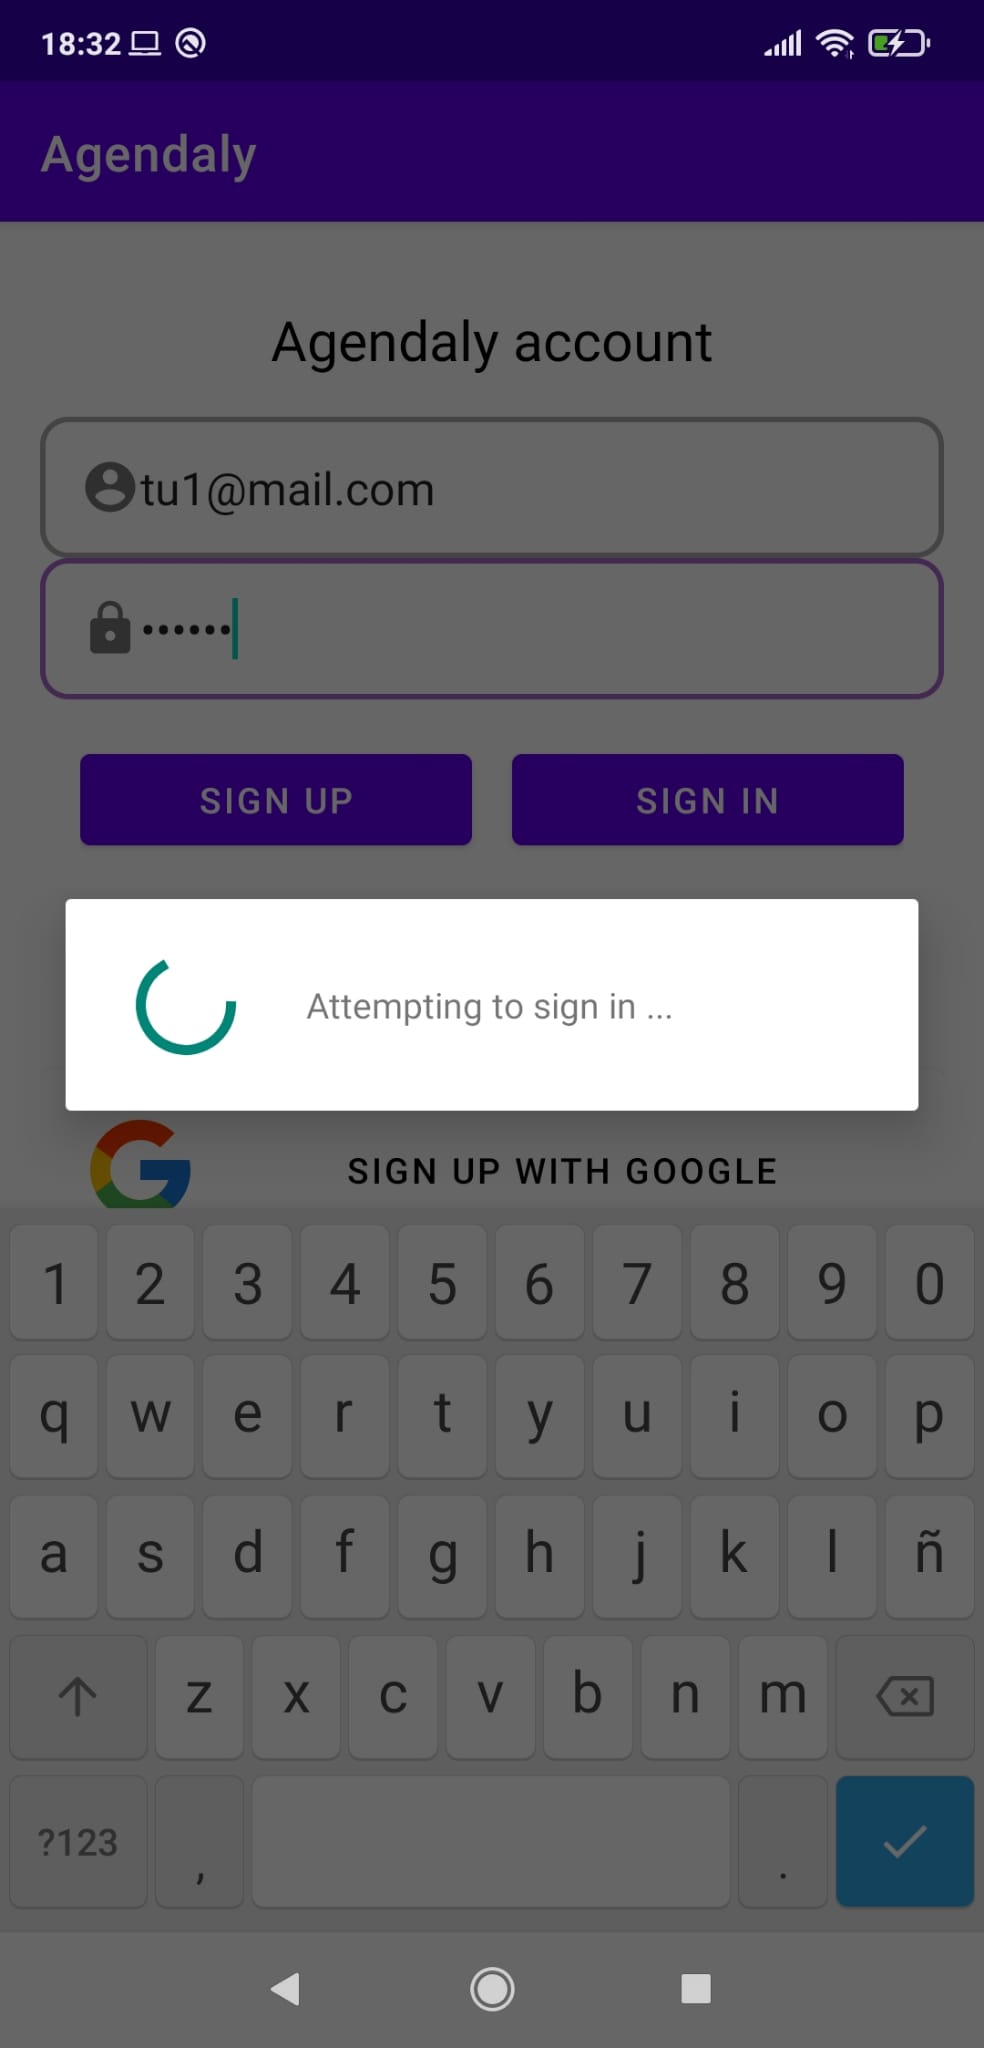 18:32
Agendaly
Agendaly account
tu1@mail.com
••••••
SIGN UP SIGN IN
Attempting to sign in ...
SIGN UP WITH GOOGLE
1 2 3 4 5 6 7 8 9 0
q w e r t y u i o p
a s d f g h j k l ñ
z x c v b n m
?123 , .